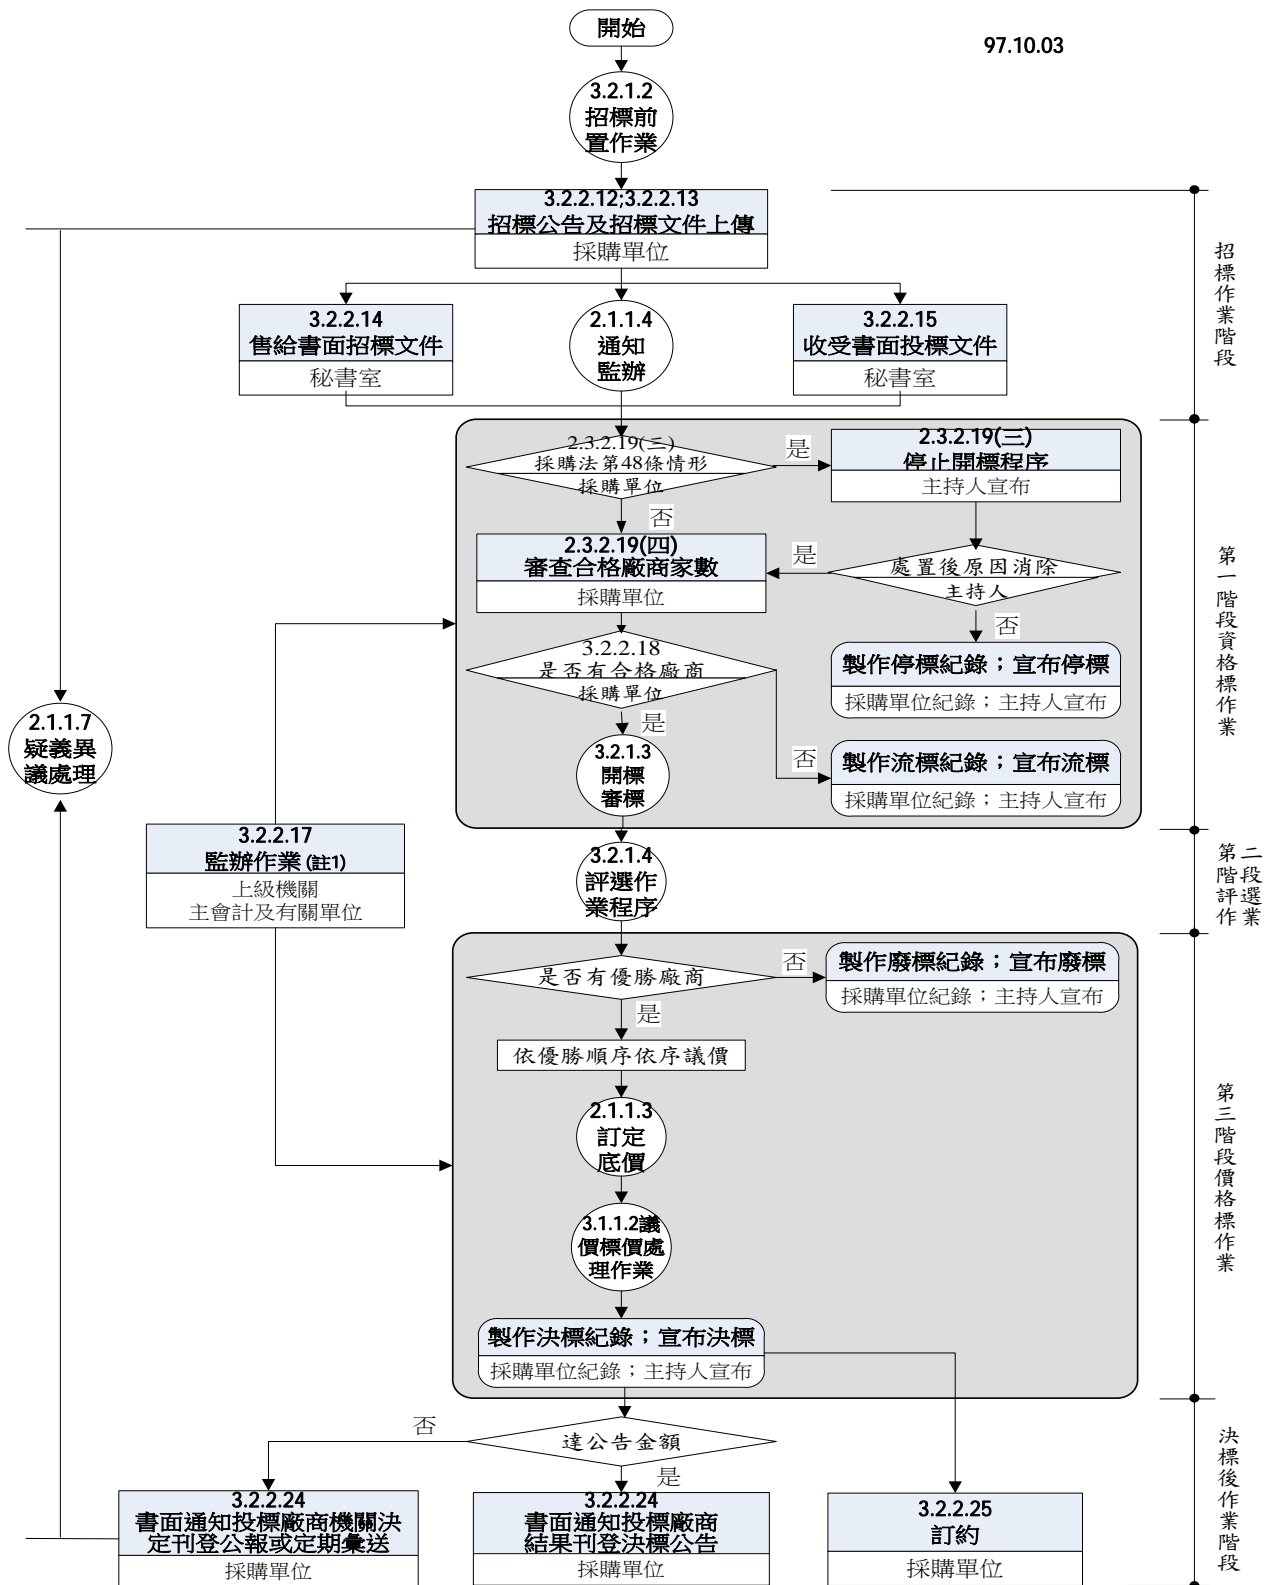 開始
97.10.03
3.2.1.2
招標前
置作業
3.2.2.12;3.2.2.13
招標公告及招標文件上傳
採購單位
招標作業階段
3.2.2.14
售給書面招標文件
秘書室
2.1.1.4
通知
監辦
3.2.2.15
收受書面投標文件
秘書室
2.3.2.19(三)
採購法第48條情形
採購單位
是
2.3.2.19(三)
停止開標程序
主持人宣布
否
2.3.2.19(四)
審查合格廠商家數
採購單位
是
處置後原因消除
主持人
否
第一階段資格標作業
3.2.2.18
是否有合格廠商
採購單位
製作停標紀錄；宣布停標
採購單位紀錄；主持人宣布
是
否
3.2.1.3
開標
審標
製作流標紀錄；宣布流標
採購單位紀錄；主持人宣布
2.1.1.7
疑義異
議處理
3.2.2.17
監辦作業(註1)
上級機關
主會計及有關單位
3.2.1.4
評選作
業程序
第二
階段
評選
作業
是否有優勝廠商
否
製作廢標紀錄；宣布廢標
採購單位紀錄；主持人宣布
是
依優勝順序依序議價
2.1.1.3
訂定
底價
第三階段價格標作業
3.1.1.2議
價標價處
理作業
製作決標紀錄；宣布決標
採購單位紀錄；主持人宣布
否
達公告金額
是
決標後作業階段
3.2.2.24
書面通知投標廠商機關決
定刊登公報或定期彙送
採購單位
3.2.2.24
書面通知投標廠商
結果刊登決標公告
採購單位
3.2.2.25
訂約
採購單位